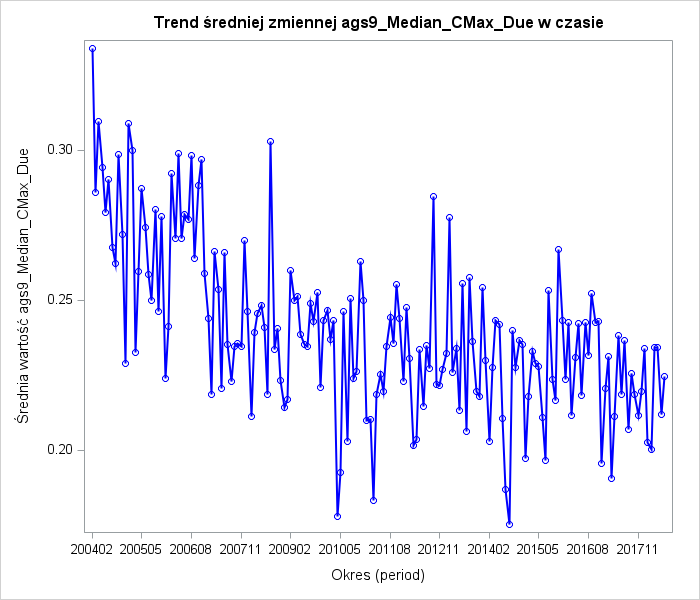 Trend średniej zmiennej ags9_Median_CMax_Due w czasie
Średnia wartość ags9_Median_CMax_Due
0.30
0.25
0.20
200402 200505 200608 200711 200902 201005 201108 201211 201402 201505 201608 201711
Okres (period)